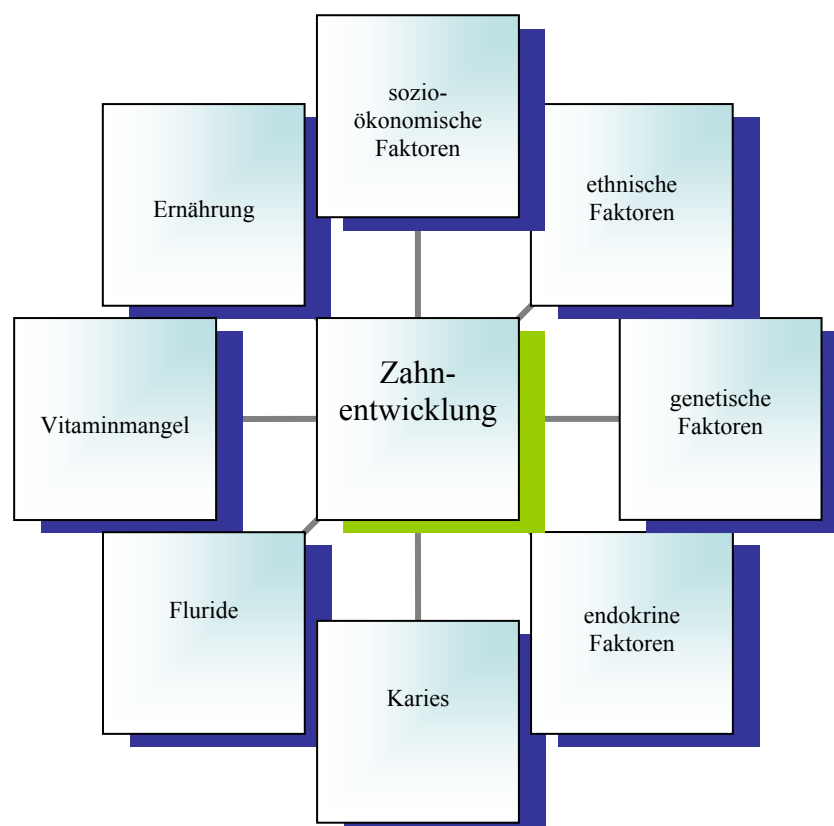 sozio-
ökonomische
Faktoren
ethnische
Faktoren
Ernährung
Zahn-
entwicklung
genetische
Faktoren
Vitaminmangel
Fluride
endokrine
Faktoren
Karies